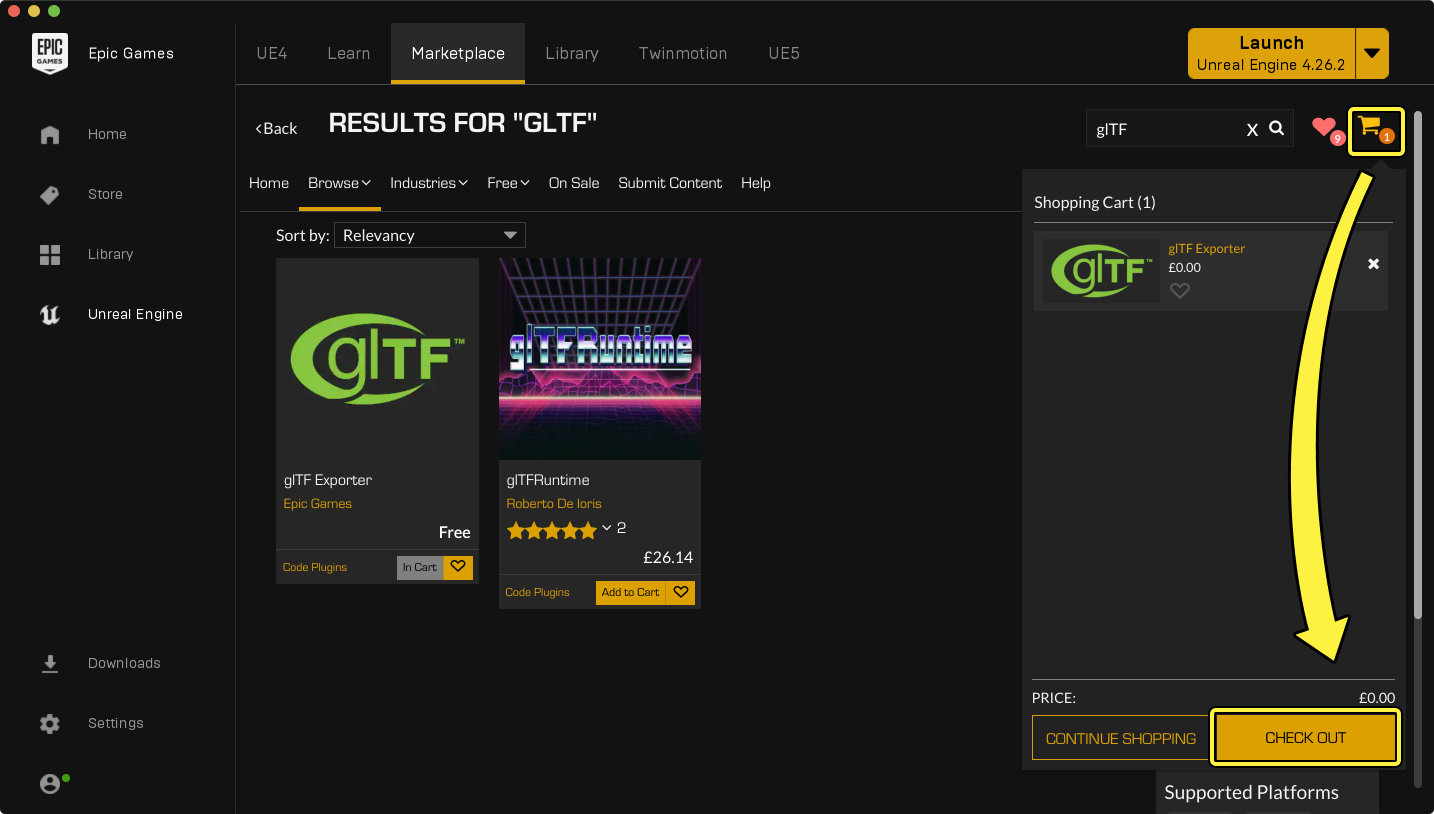 EPIC
GAMES
Epic Games
UE4
Learn
Marketplace
Library
Twinmotion
UE5
Launch
Unreal Engine 4.26.2
Home
Store
Library
Unreal Engine
Downloads
Settings
Back
RESULTS FOR "GLTF"
glTF
X
9
1
Home
Browse
Industries
Free
On Sale
Submit Content
Help
Sort by:
Relevancy
glTF™
glTF Exporter
Epic Games
Free
Code Plugins
In Cart
glTFRuntime
glTFRuntime
Roberto De Ioris
2
£26.14
Code Plugins
Add to Cart
Shopping Cart (1)
glTF™
glTF Exporter
£0.00
PRICE:
£0.00
CONTINUE SHOPPING
CHECK OUT
Supported Platforms